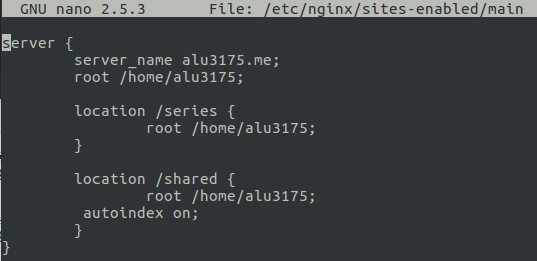 GNU nano 2.5.3 File: /etc/nginx/sites-enabled/main
server {
server_name alu3175.me;
root /home/alu3175;
location /series {
root /home/alu3175;
}
location /shared {
root /home/alu3175;
autoindex on;
}
}